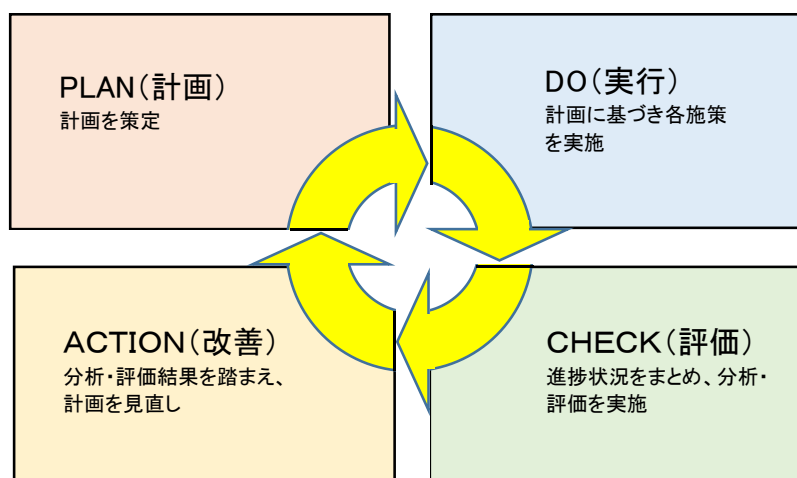 PLAN(計画)
計画を策定
DO(実行)
計画に基づき各施策
を実施
ACTION(改善)
分析・評価結果を踏まえ、
計画を見直し
CHECK(評価)
進捗状況をまとめ、分析・
評価を実施